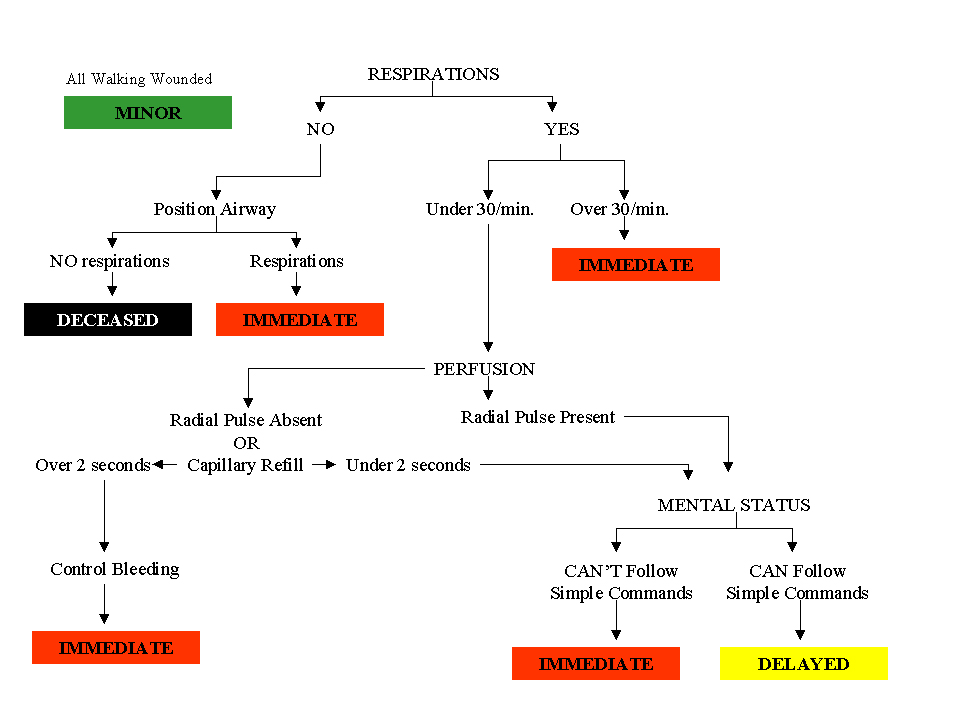 All Walking Wounded
MINOR
RESPIRATIONS
NO
YES
Position Airway
Under 30/min.
Over 30/min.
NO respirations
Respirations
IMMEDIATE
DECEASED
IMMEDIATE
PERFUSION
Radial Pulse Absent
OR
Radial Pulse Present
Over 2 seconds
Capillary Refill
Under 2 seconds
MENTAL STATUS
Control Bleeding
CAN'T Follow
Simple Commands
CAN Follow
Simple Commands
IMMEDIATE
IMMEDIATE
DELAYED